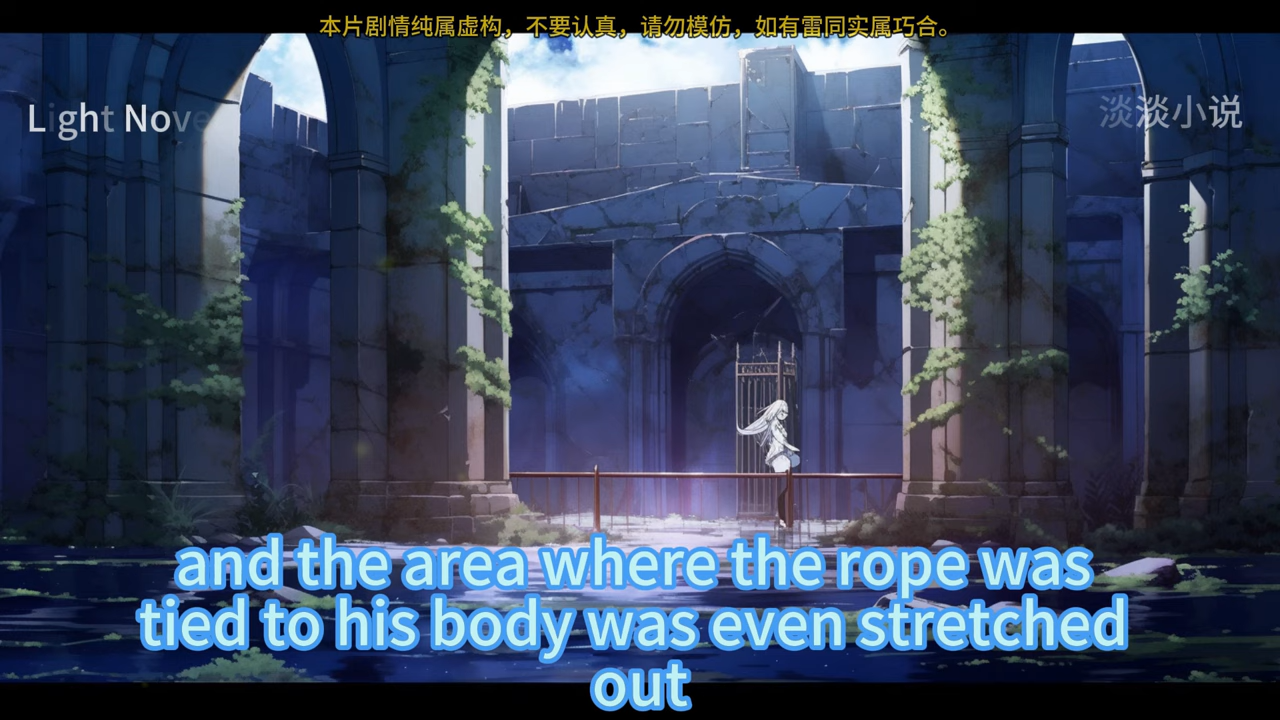 本片剧情纯属虚构，不要认真，请勿模仿，如有雷同实属巧合。
Light Nove
淡淡小说
and the area where the rope was
tied to his body was even stretched
out